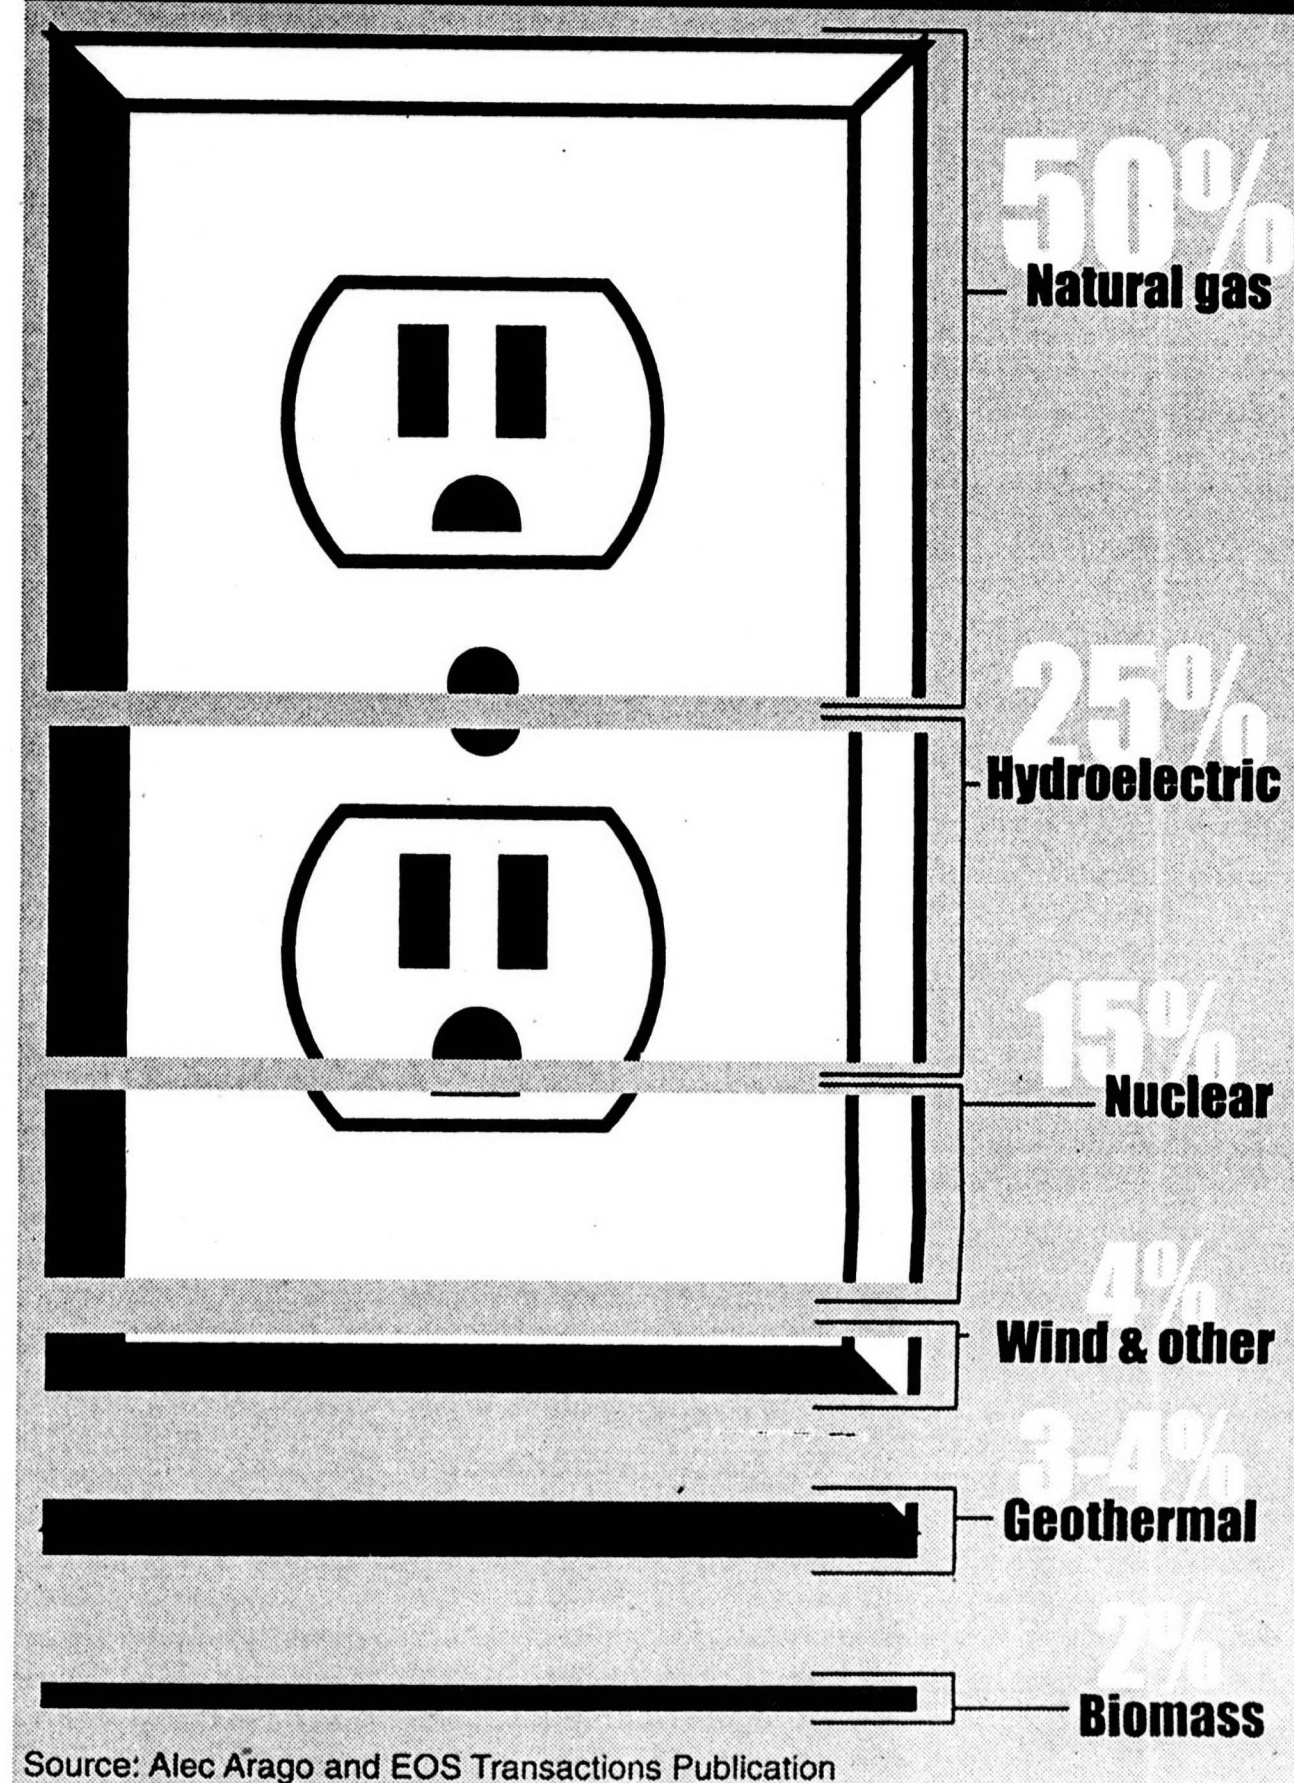 50%
Natural gas
25%
Hydroelectric
15%
Nuclear
4%
Wind & other
3-4%
Geothermal
2%
Biomass
Source: Alec Arago and EOS Transactions Publication